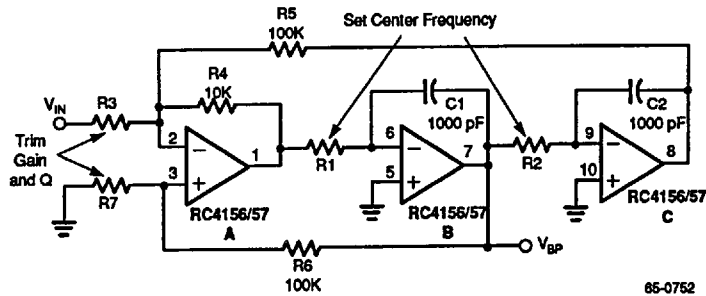 R5
100K
Set Center Frequency
R4
10K
V_IN
R3
C1
1000 pF
C2
1000 pF
Trim
Gain
and Q
2
3
1
R1
6
5
7
R2
9
10
8
R7
RC4156/57
A
RC4156/57
B
RC4156/57
C
R6
100K
V_BP
65-0752